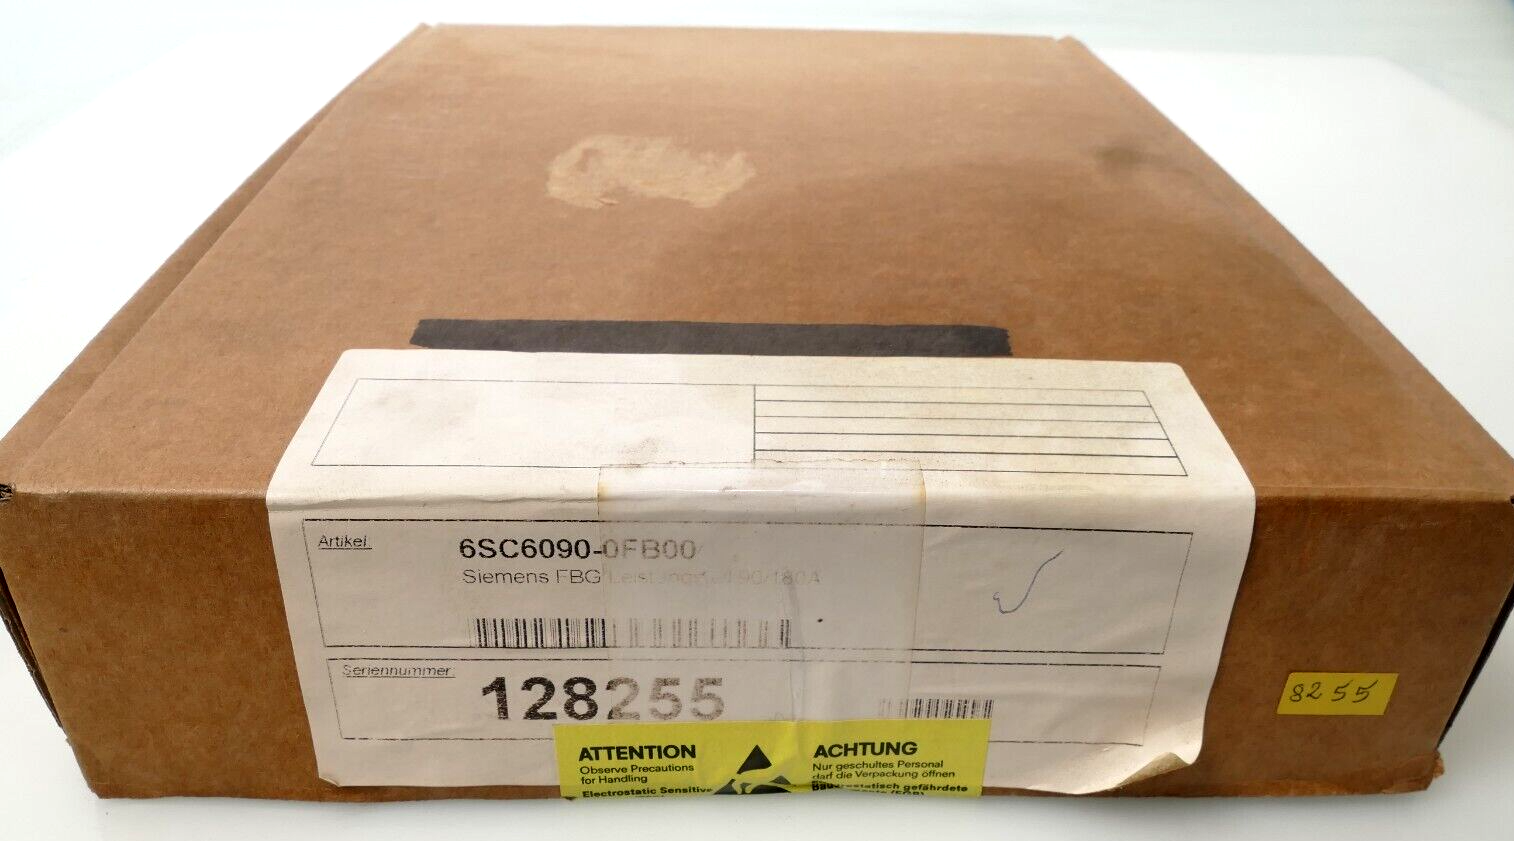 Artikel:
6SC6090-0FB00
Siemens FBG Leistungsteil 90/180A
Seriennummer:
128255
8255
ATTENTION
Observe Precautions
for Handling
Electrostatic Sensitive
ACHTUNG
Nur geschultes Personal
darf die Verpackung öffnen
gefährdete